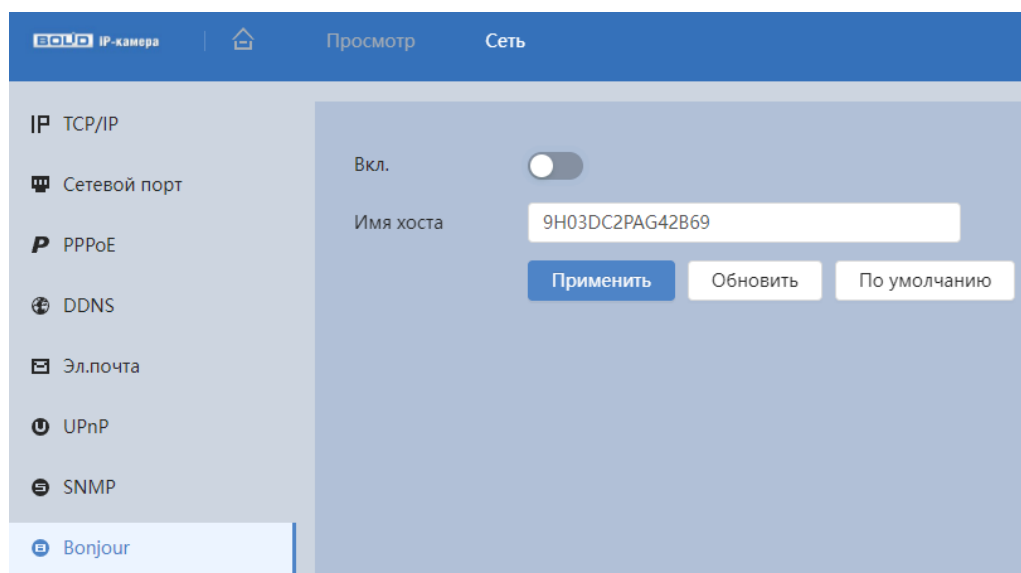 BOLID IP-камера
Просмотр
Сеть
TCP/IP
Сетевой порт
PPPoE
DDNS
Эл.почта
UPnP
SNMP
Bonjour
Вкл.
Имя хоста
9H03DC2PAG42B69
Применить
Обновить
По умолчанию